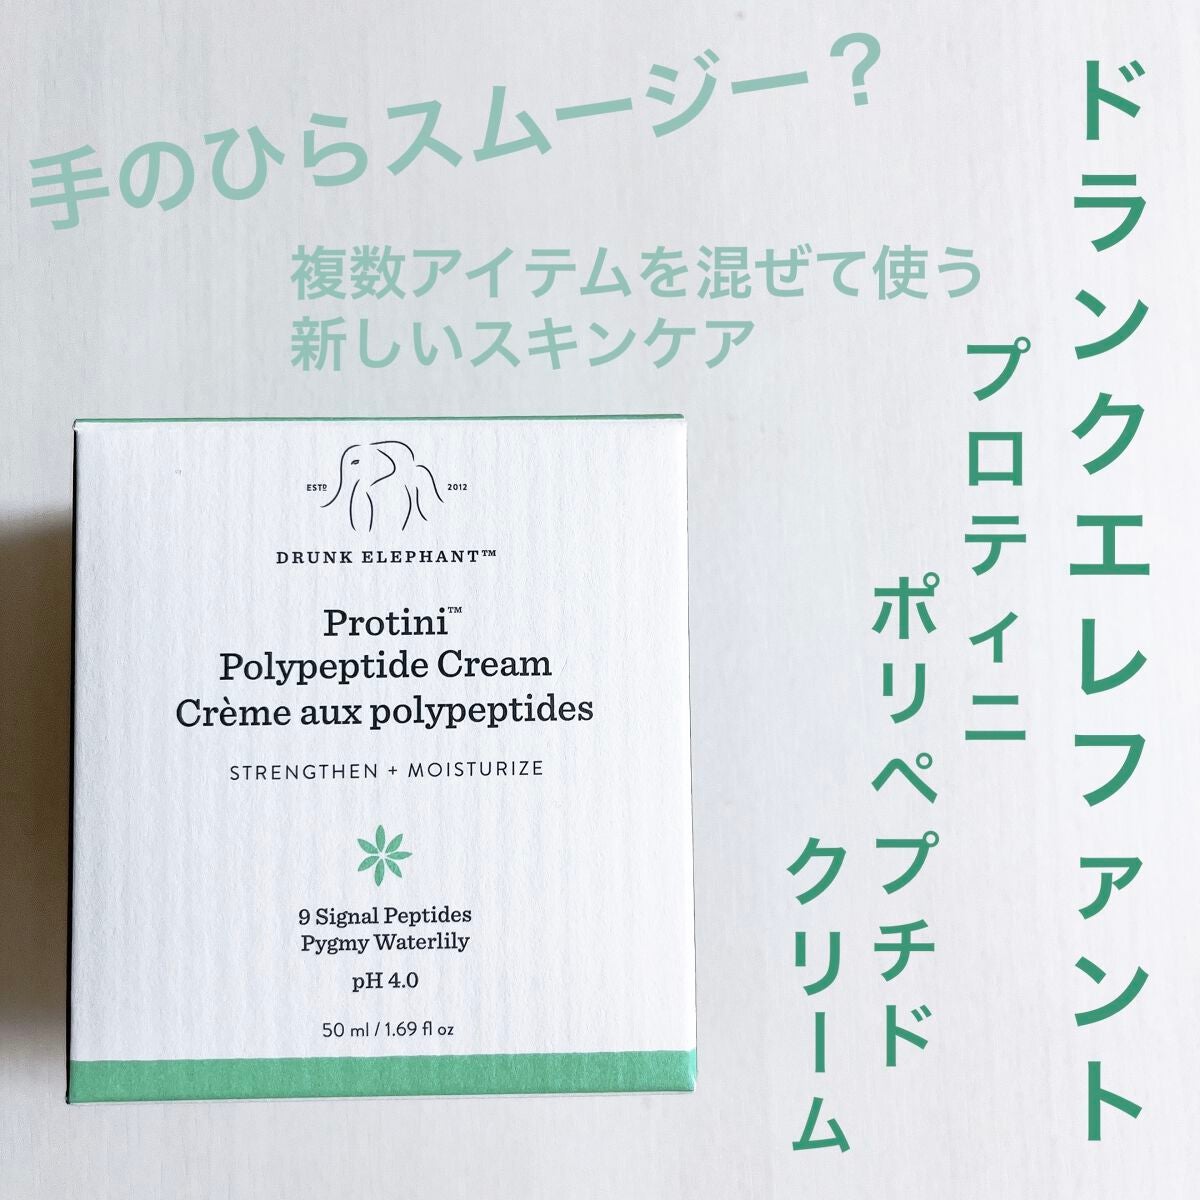 手のひらスムージー？
複数アイテムを混ぜて使う
新しいスキンケア
ドランクエレファント
プロティニ
ポリペプチド
クリーム
ESTD 2012
DRUNK ELEPHANT™
Protini™
Polypeptide Cream
Crème aux polypeptides
STRENGTHEN + MOISTURIZE
9 Signal Peptides
Pygmy Waterlily
pH 4.0
50 ml / 1.69 fl oz